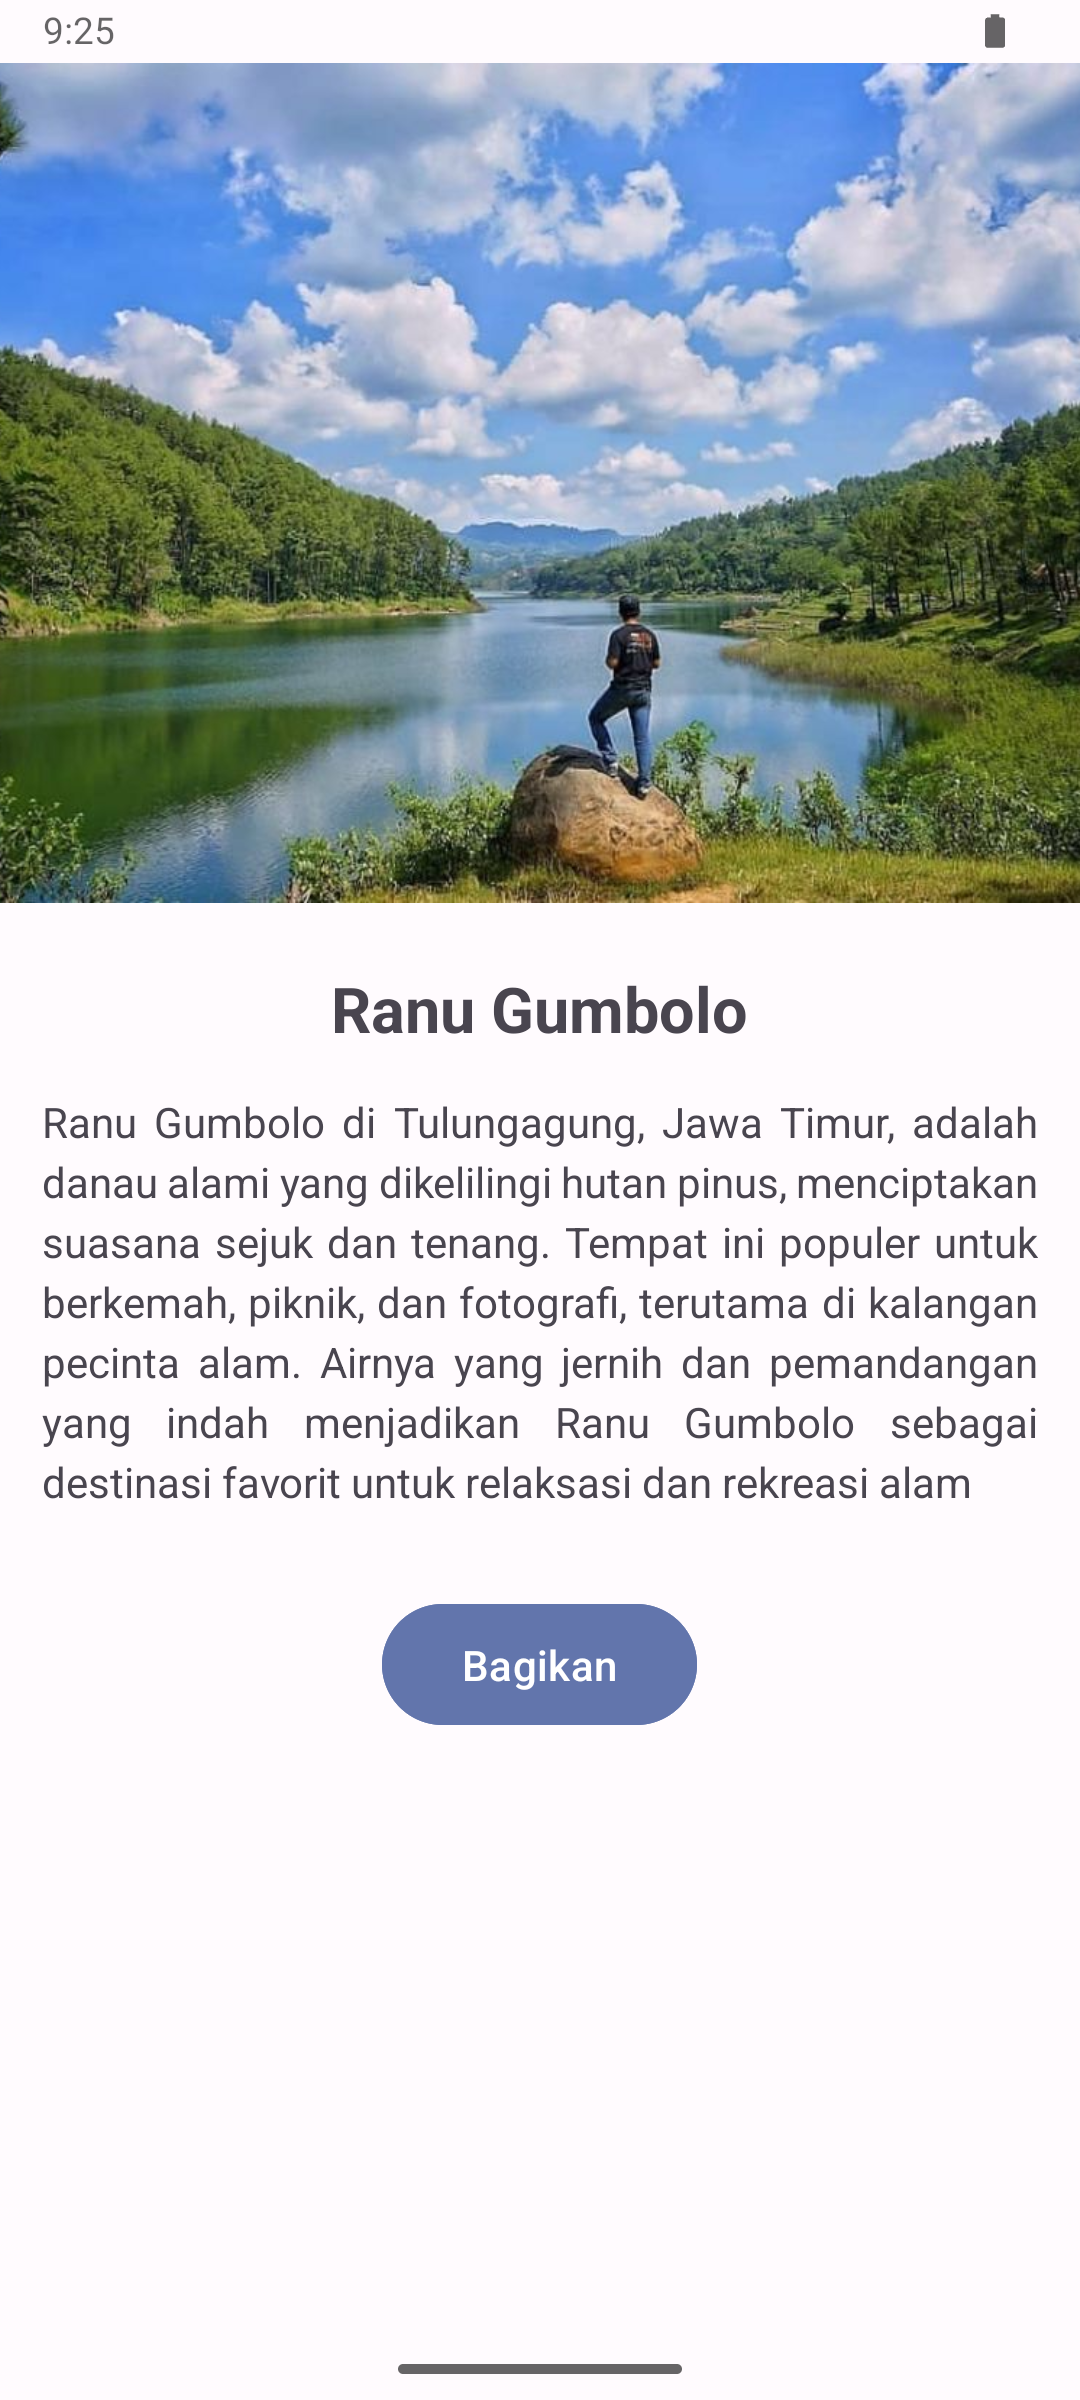 9:25
Ranu Gumbolo
Ranu Gumbolo di Tulungagung, Jawa Timur, adalah
danau alami yang dikelilingi hutan pinus, menciptakan
suasana sejuk dan tenang. Tempat ini populer untuk
berkemah, piknik, dan fotografi, terutama di kalangan
pecinta alam. Airnya yang jernih dan pemandangan
yang indah menjadikan Ranu Gumbolo sebagai
destinasi favorit untuk relaksasi dan rekreasi alam
Bagikan